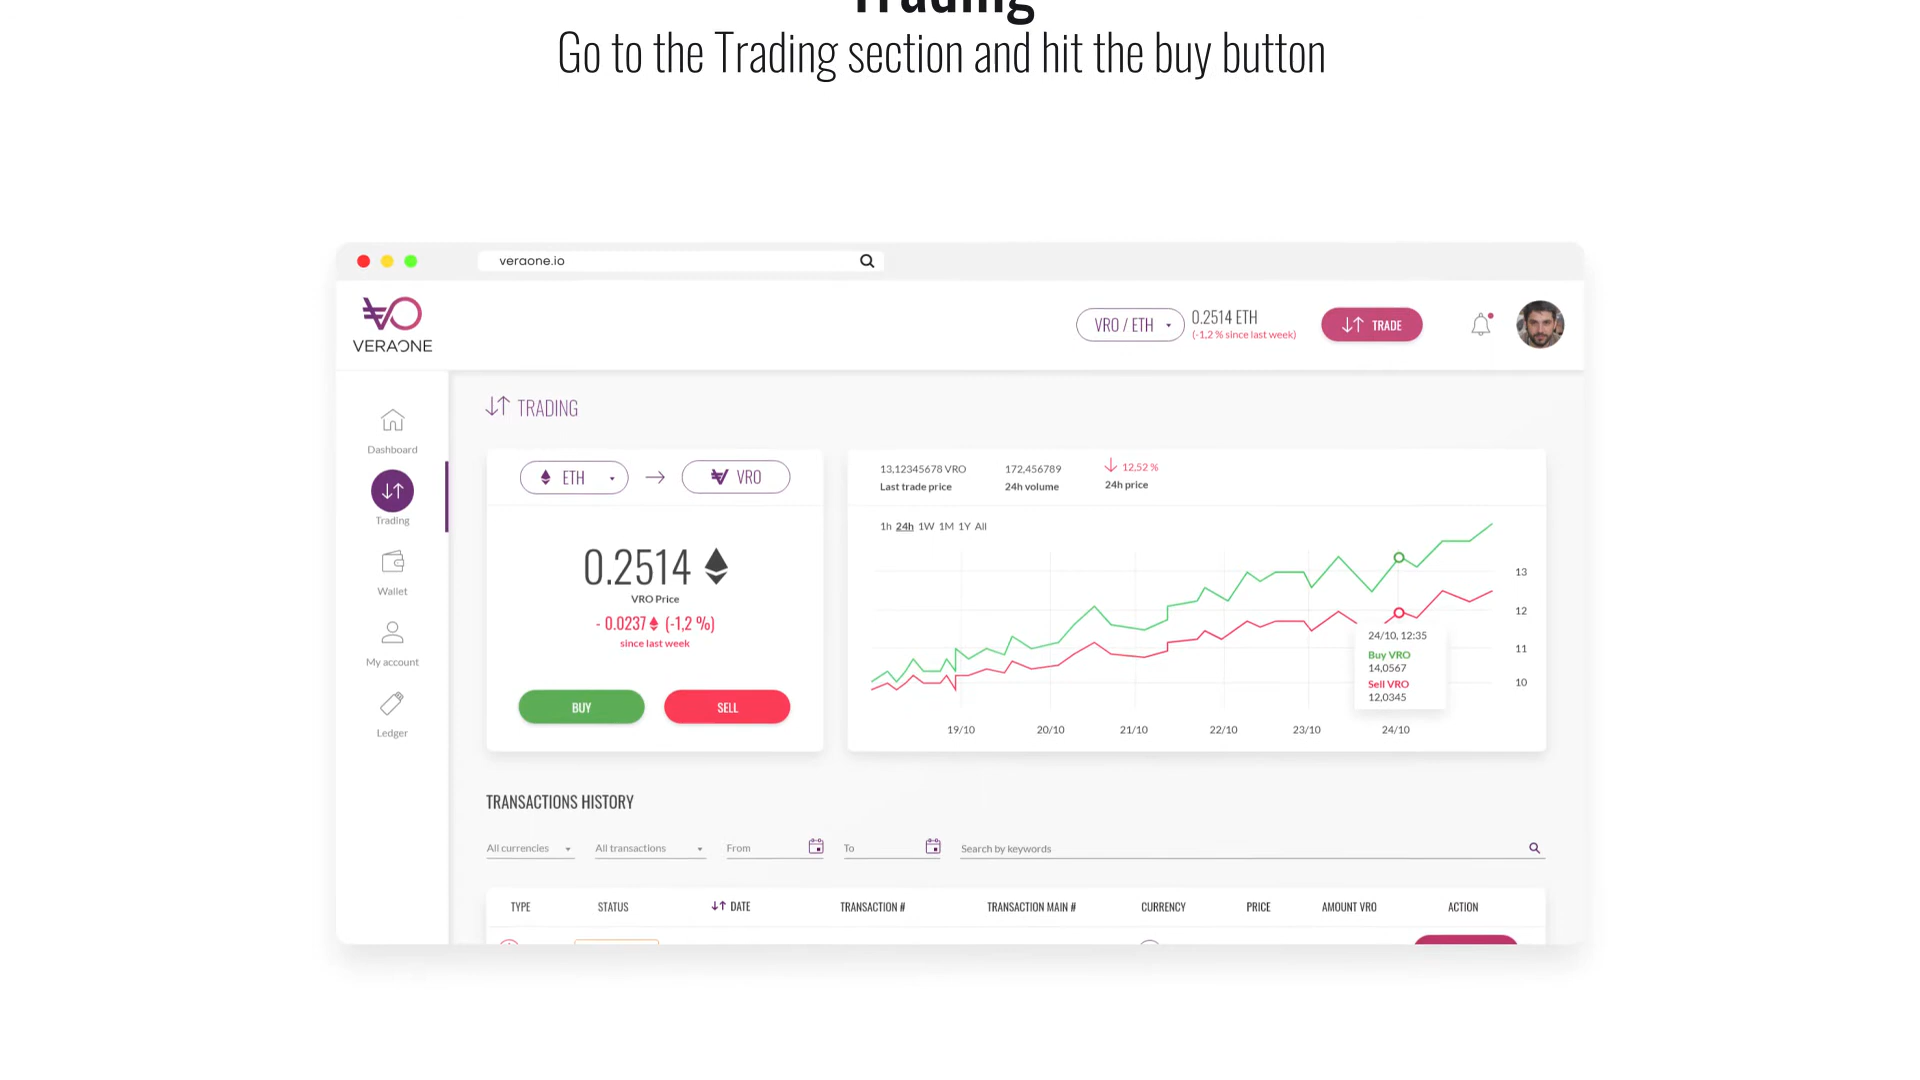 Trading
Go to the Trading section and hit the buy button
veraone.io
VERAONE
VRO / ETH
0.2514 ETH
(-1,2 % since last week)
TRADE
Dashboard
Trading
Wallet
My account
Ledger
TRADING
ETH
VRO
0.2514
VRO Price
- 0.0237 (-1,2 %)
since last week
BUY
SELL
13,12345678 VRO
Last trade price
172,456789
24h volume
12,52 %
24h price
1h 24h 1W 1M 1Y All
13
12
11
10
24/10, 12:35
Buy VRO
14,0567
Sell VRO
12,0345
19/10 20/10 21/10 22/10 23/10 24/10
TRANSACTIONS HISTORY
All currencies All transactions From To Search by keywords
TYPE STATUS DATE TRANSACTION # TRANSACTION MAIN # CURRENCY PRICE AMOUNT VRO ACTION